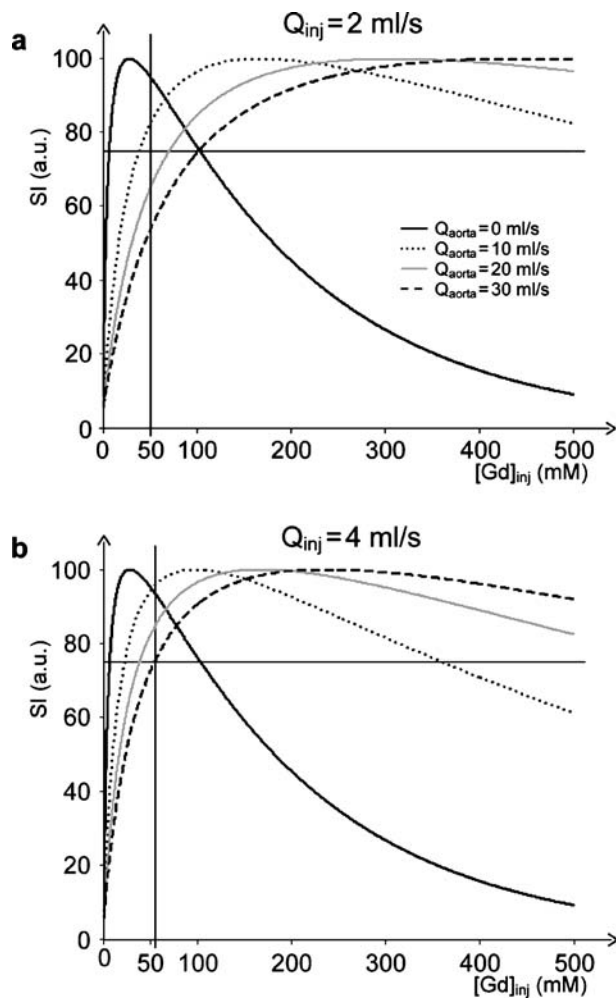 a
Q_inj = 2 ml/s
SI (a.u.)
100
80
60
40
20
0
Q_aorta = 0 ml/s
Q_aorta = 10 ml/s
Q_aorta = 20 ml/s
Q_aorta = 30 ml/s
0 50 100 200 300 400 500
[Gd]_inj (mM)
b
Q_inj = 4 ml/s
SI (a.u.)
100
80
60
40
20
0
0 50 100 200 300 400 500
[Gd]_inj (mM)